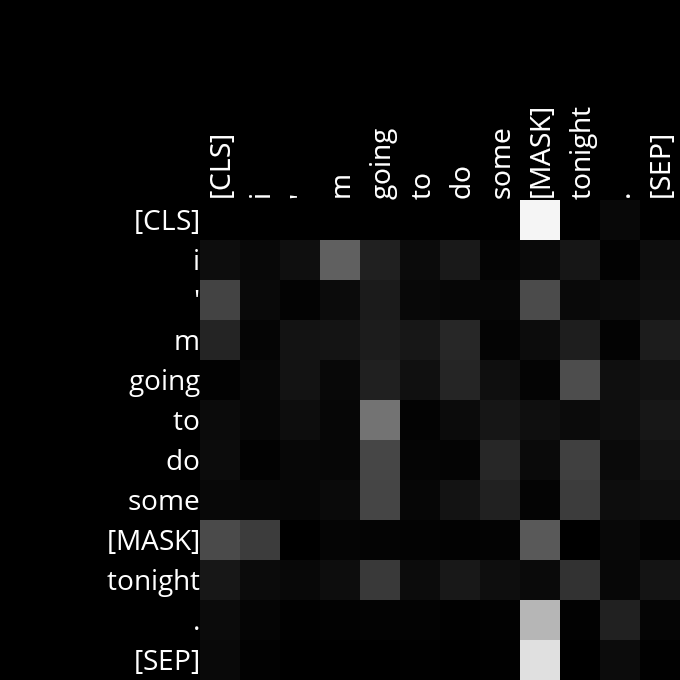 [CLS] i ' m going to do some [MASK] tonight . [SEP]
[CLS]
i
'
m
going
to
do
some
[MASK]
tonight
.
[SEP]